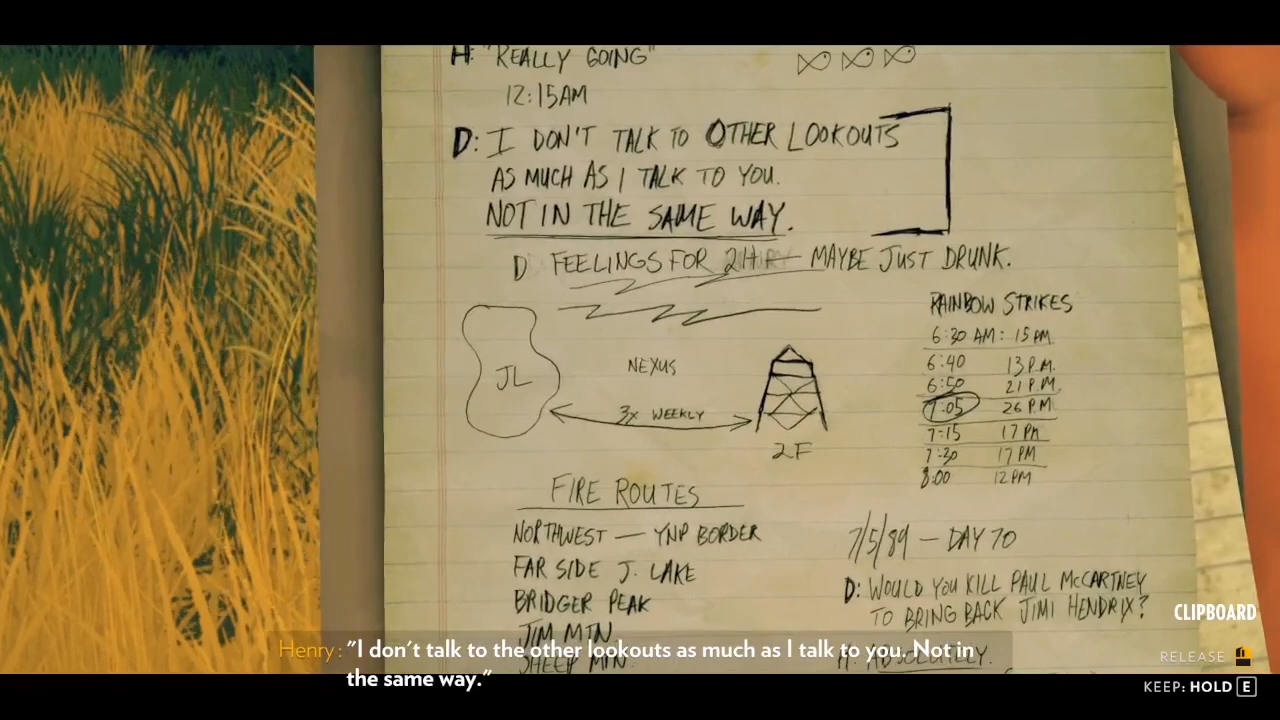 H: "REALLY GOING"
12:15AM
D: I DON'T TALK TO OTHER LOOKOUTS
AS MUCH AS I TALK TO YOU.
NOT IN THE SAME WAY.
D FEELINGS FOR MAYBE JUST DRUNK.
JL
NEXUS
3x WEEKLY
2F
RAINBOW STRIKES
6:30 AM: 15 PM.
6:40 13 P.M.
6:50 21 P.M.
7:05 26 P.M
7:15 17 PM
7:30 17 PM
8:00 12 PM
FIRE ROUTES
NORTHWEST — YNP BORDER
FAR SIDE J. LAKE
BRIDGER PEAK
JIM MTN
SHEEP MTN.
7/5/89 — DAY 70
D: WOULD YOU KILL PAUL McCARTNEY
TO BRING BACK JIMI HENDRIX?
H: ABSOLUTELY.
CLIPBOARD
RELEASE
KEEP: HOLD E
Henry: "I don't talk to the other lookouts as much as I talk to you. Not in
the same way."